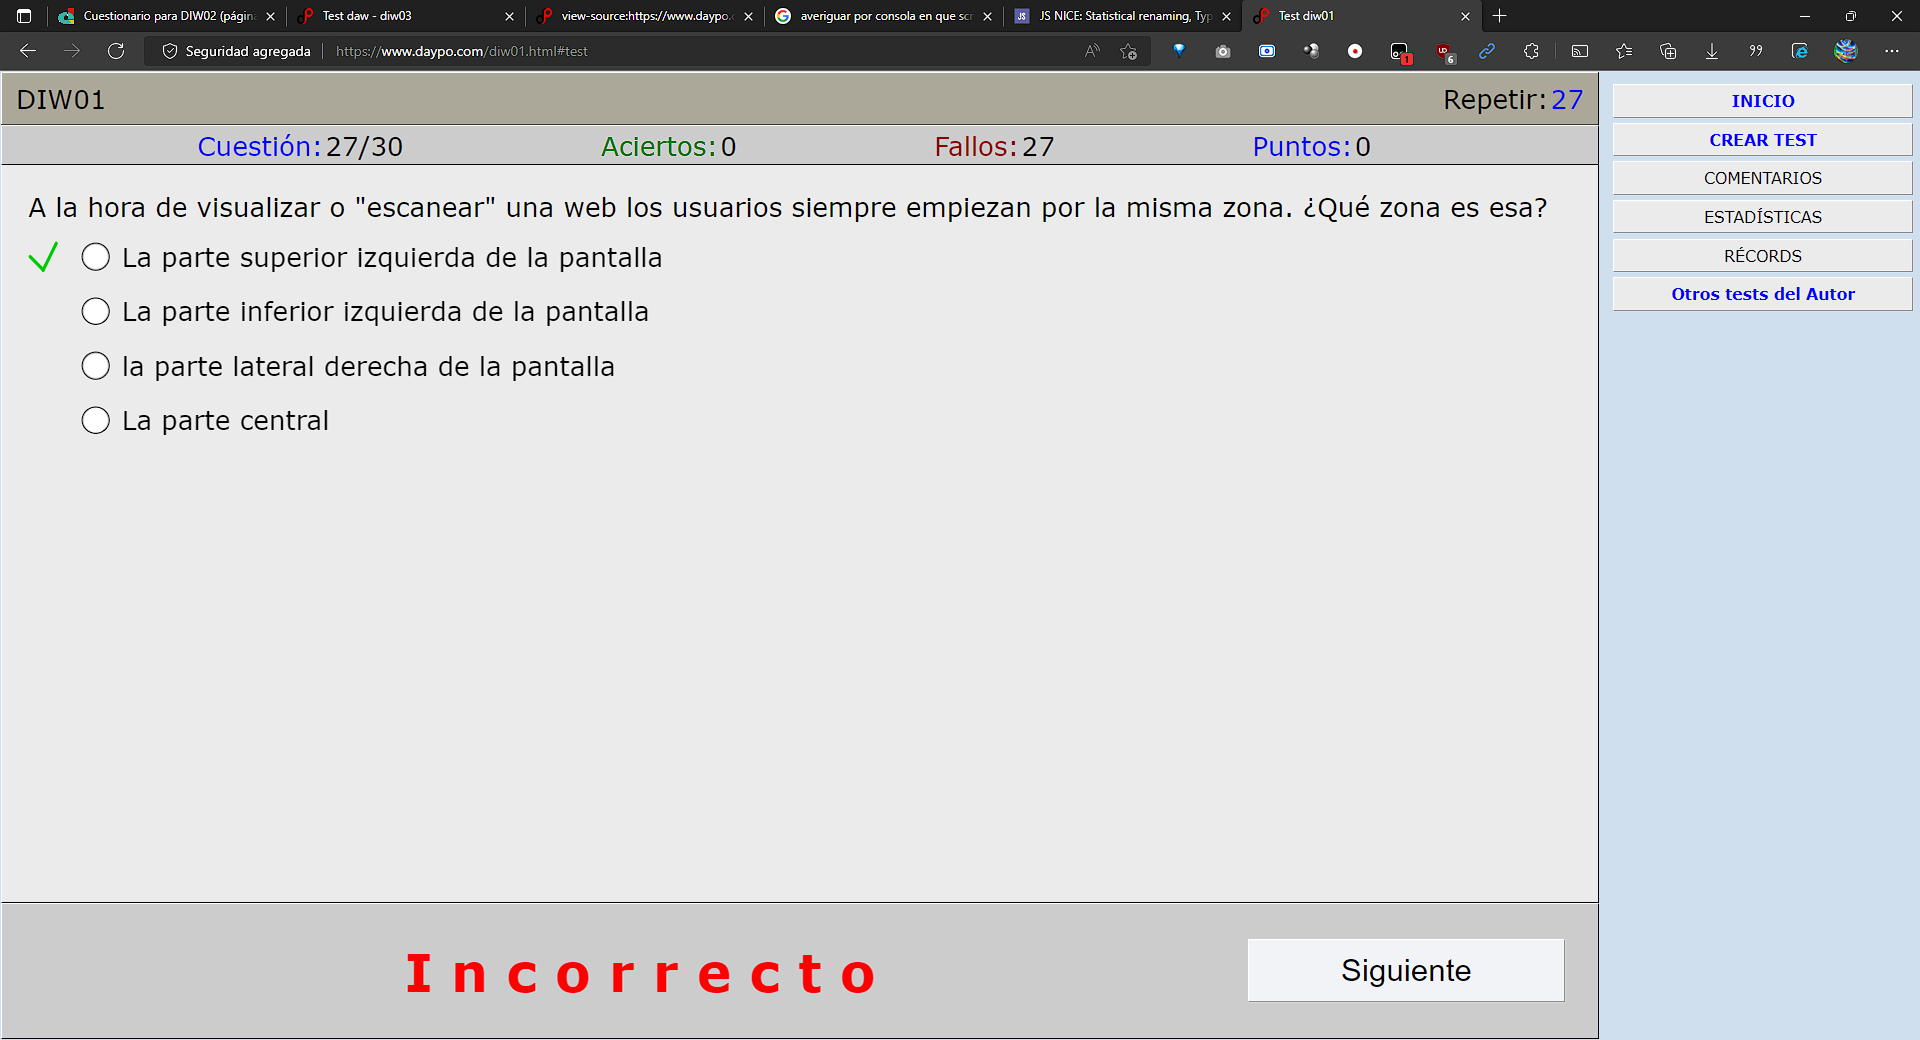 Cuestionario para DIW02 (págin
Test daw - diw03
view-source:https://www.daypo.c
averiguar por consola en que scr
JS NICE: Statistical renaming, Typ
Test diw01
Seguridad agregada
https://www.daypo.com/diw01.html#test
DIW01
Repetir: 27
Cuestión: 27/30
Aciertos: 0
Fallos: 27
Puntos: 0
A la hora de visualizar o "escanear" una web los usuarios siempre empiezan por la misma zona. ¿Qué zona es esa?
La parte superior izquierda de la pantalla
La parte inferior izquierda de la pantalla
la parte lateral derecha de la pantalla
La parte central
Incorrecto
Siguiente
INICIO
CREAR TEST
COMENTARIOS
ESTADÍSTICAS
RÉCORDS
Otros tests del Autor